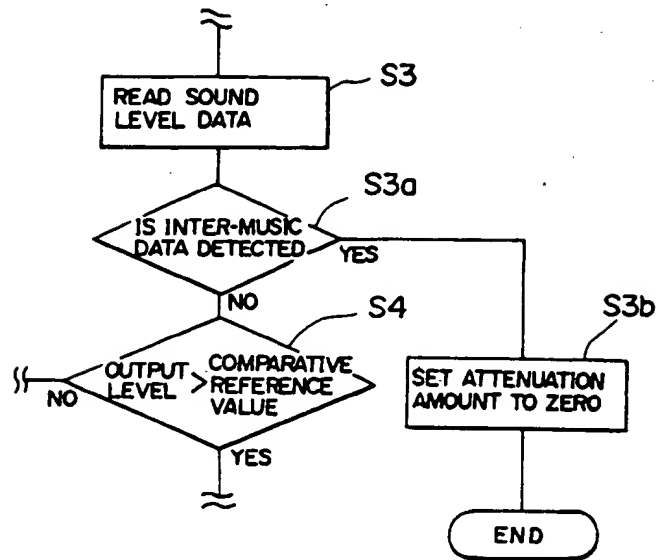 S3
READ SOUND
LEVEL DATA
S3a
IS INTER-MUSIC
DATA DETECTED
YES
NO
S4
S3b
OUTPUT
LEVEL
>
COMPARATIVE
REFERENCE
VALUE
NO
YES
SET ATTENUATION
AMOUNT TO ZERO
END